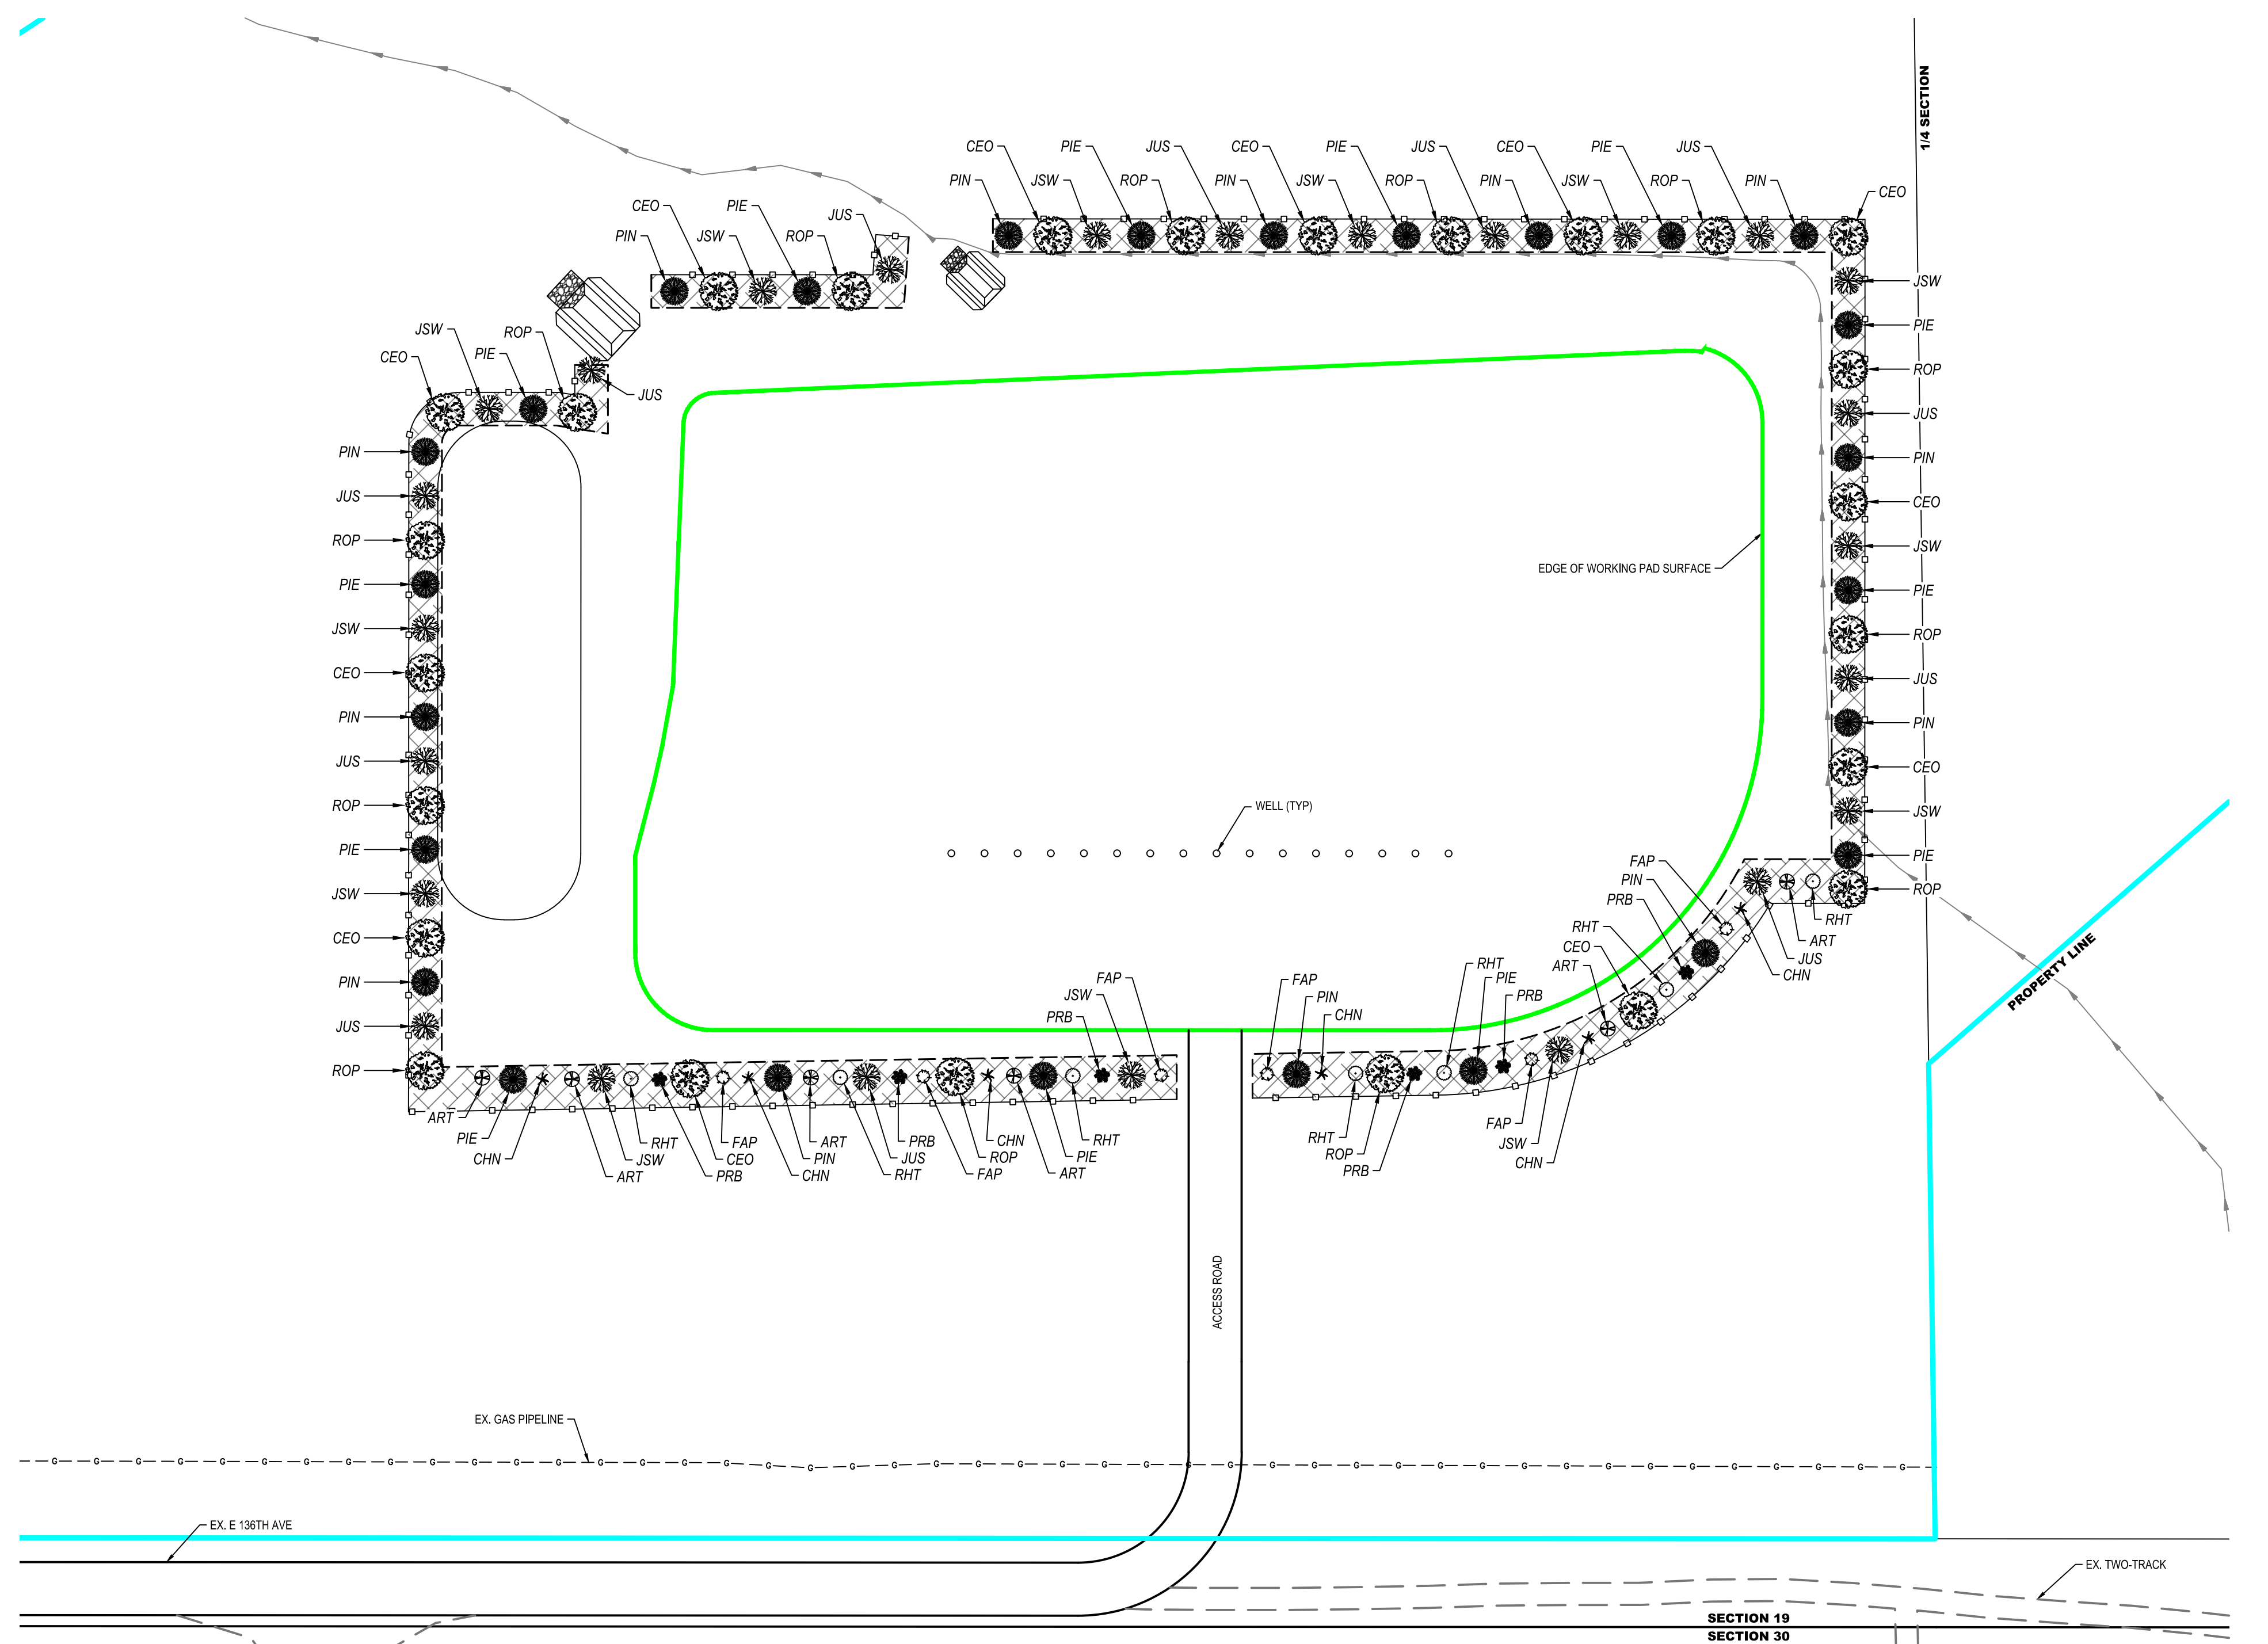 1/4 SECTION
CEO
PIE
JUS
CEO
PIE
JUS
CEO
PIE
JUS
PIN
JSW
ROP
PIN
JSW
ROP
PIN
JSW
ROP
PIN
CEO
CEO
PIE
JUS
PIN
JSW
ROP
JSW
PIE
ROP
JUS
PIN
CEO
JSW
PIE
ROP
JUS
PIN
CEO
JSW
PIE
ROP
JSW
ROP
PIE
CEO
JUS
PIN
JUS
ROP
PIE
JSW
CEO
PIN
JUS
ROP
PIE
JSW
CEO
PIN
JUS
ROP
EDGE OF WORKING PAD SURFACE
WELL (TYP)
FAP
PIN
PRB
RHT
CEO
ART
RHT
ART
JUS
CHN
PROPERTY LINE
FAP
JSW
PRB
FAP
PIN
CHN
RHT
PIE
PRB
ART
PIE
CHN
RHT
JSW
ART
FAP
CEO
PRB
ART
PIN
CHN
PRB
JUS
RHT
CHN
ROP
FAP
RHT
PIE
ART
RHT
ROP
PRB
FAP
JSW
CHN
ACCESS ROAD
EX. GAS PIPELINE
G G G G G G G G G G G G G G G G G G G G G G G G G G G G G G G G G G G G G G G G G G G G G
EX. E 136TH AVE
EX. TWO-TRACK
SECTION 19
SECTION 30